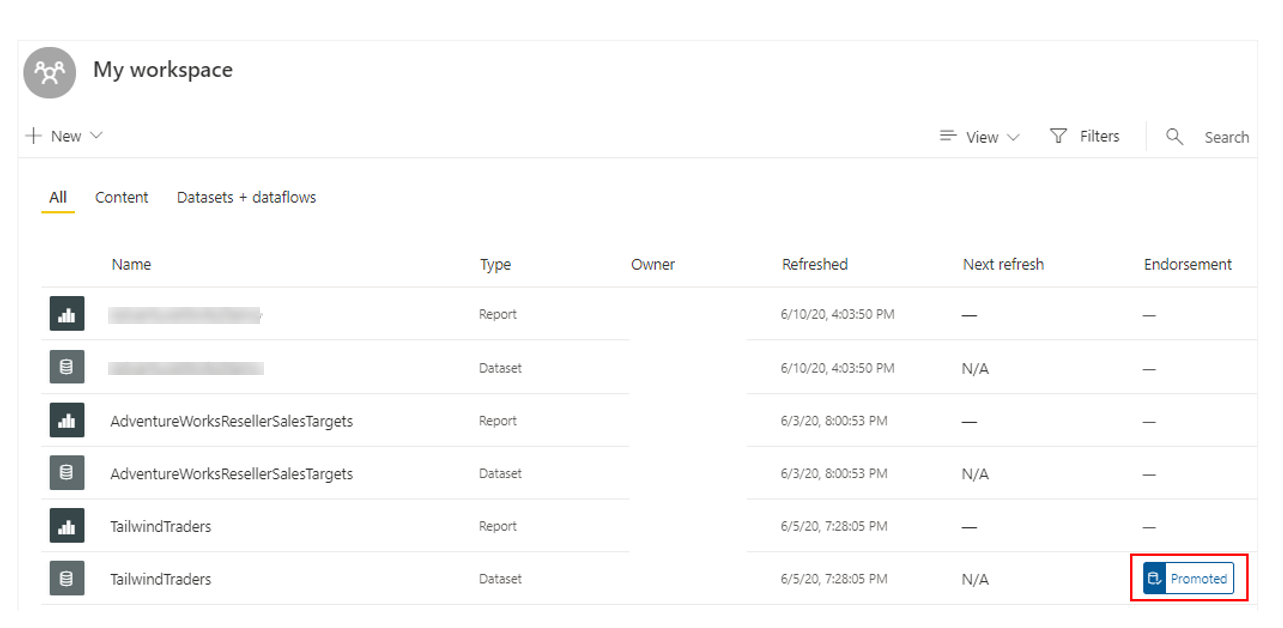 My workspace
New
View Filters Search
All Content Datasets + dataflows
Name Type Owner Refreshed Next refresh Endorsement
Report 6/10/20, 4:03:50 PM — —
Dataset 6/10/20, 4:03:50 PM N/A —
AdventureWorksResellerSalesTargets Report 6/3/20, 8:00:53 PM — —
AdventureWorksResellerSalesTargets Dataset 6/3/20, 8:00:53 PM N/A —
TailwindTraders Report 6/5/20, 7:28:05 PM — —
TailwindTraders Dataset 6/5/20, 7:28:05 PM N/A Promoted